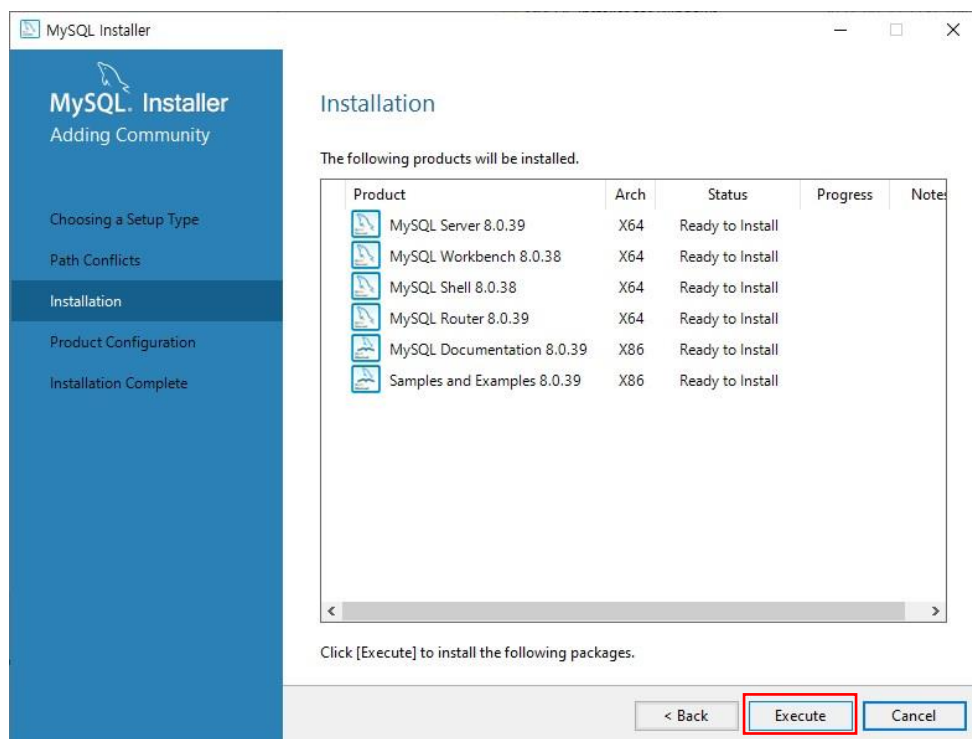 MySQL Installer
MySQL. Installer
Adding Community
Choosing a Setup Type
Path Conflicts
Installation
Product Configuration
Installation Complete
Installation
The following products will be installed.
Product Arch Status Progress Notes
MySQL Server 8.0.39 X64 Ready to Install
MySQL Workbench 8.0.38 X64 Ready to Install
MySQL Shell 8.0.38 X64 Ready to Install
MySQL Router 8.0.39 X64 Ready to Install
MySQL Documentation 8.0.39 X86 Ready to Install
Samples and Examples 8.0.39 X86 Ready to Install
Click [Execute] to install the following packages.
< Back Execute Cancel